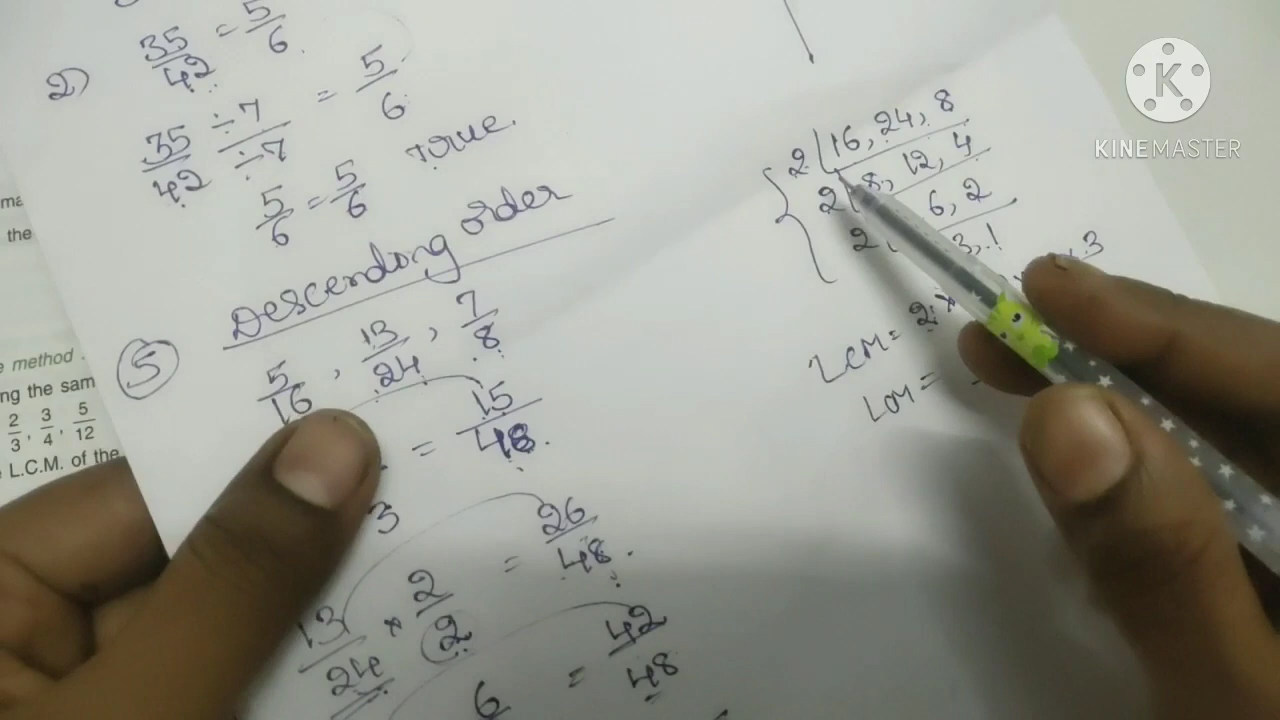 35/42 = 5/6
2)
35/42 ÷7/÷7 = 5/6
5/6 = 5/6 True.
Descending order
5) 5/16, 13/24, 7/8
= 15/48.
3
13/24 × 2/2 = 26/48.
6 = 42/48
2 | 16, 24, 8
2 | 8, 12, 4
2 6, 2
3, 1
LCM = 2 × × 3
LCM =
KINEMASTER
ma
the
e method
ng the sam
2/3, 3/4, 5/12
L.C.M. of the